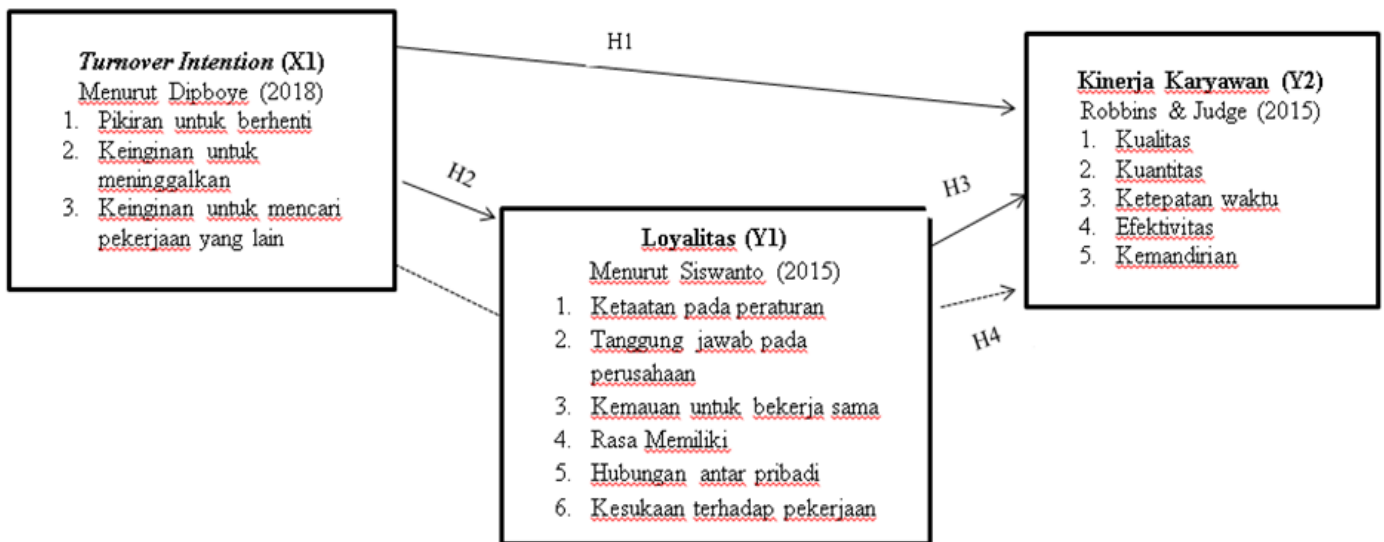 Turnover Intention (X1)
Menurut Dipboye (2018)
1. Pikiran untuk berhenti
2. Keinginan untuk
meninggalkan
3. Keinginan untuk mencari
pekerjaan yang lain
H1
H2
Loyalitas (Y1)
Menurut Siswanto (2015)
1. Ketaatan pada peraturan
2. Tanggung jawab pada
perusahaan
3. Kemauan untuk bekerja sama
4. Rasa Memiliki
5. Hubungan antar pribadi
6. Kesukaan terhadap pekerjaan
H3
H4
Kinerja Karyawan (Y2)
Robbins & Judge (2015)
1. Kualitas
2. Kuantitas
3. Ketepatan waktu
4. Efektivitas
5. Kemandirian